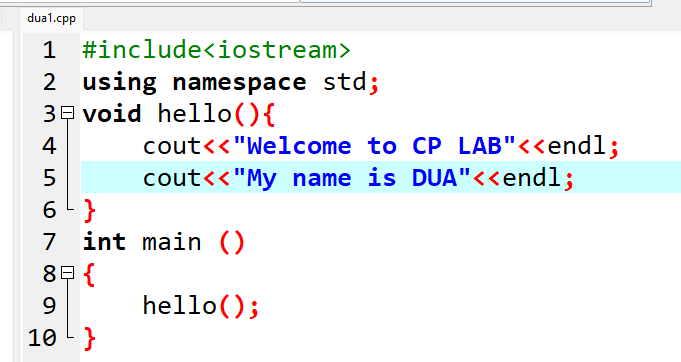 dua1.cpp
1 #include<iostream>
2 using namespace std;
3 void hello(){
4 cout<<"Welcome to CP LAB"<<endl;
5 cout<<"My name is DUA"<<endl;
6 }
7 int main ()
8 {
9 hello();
10 }